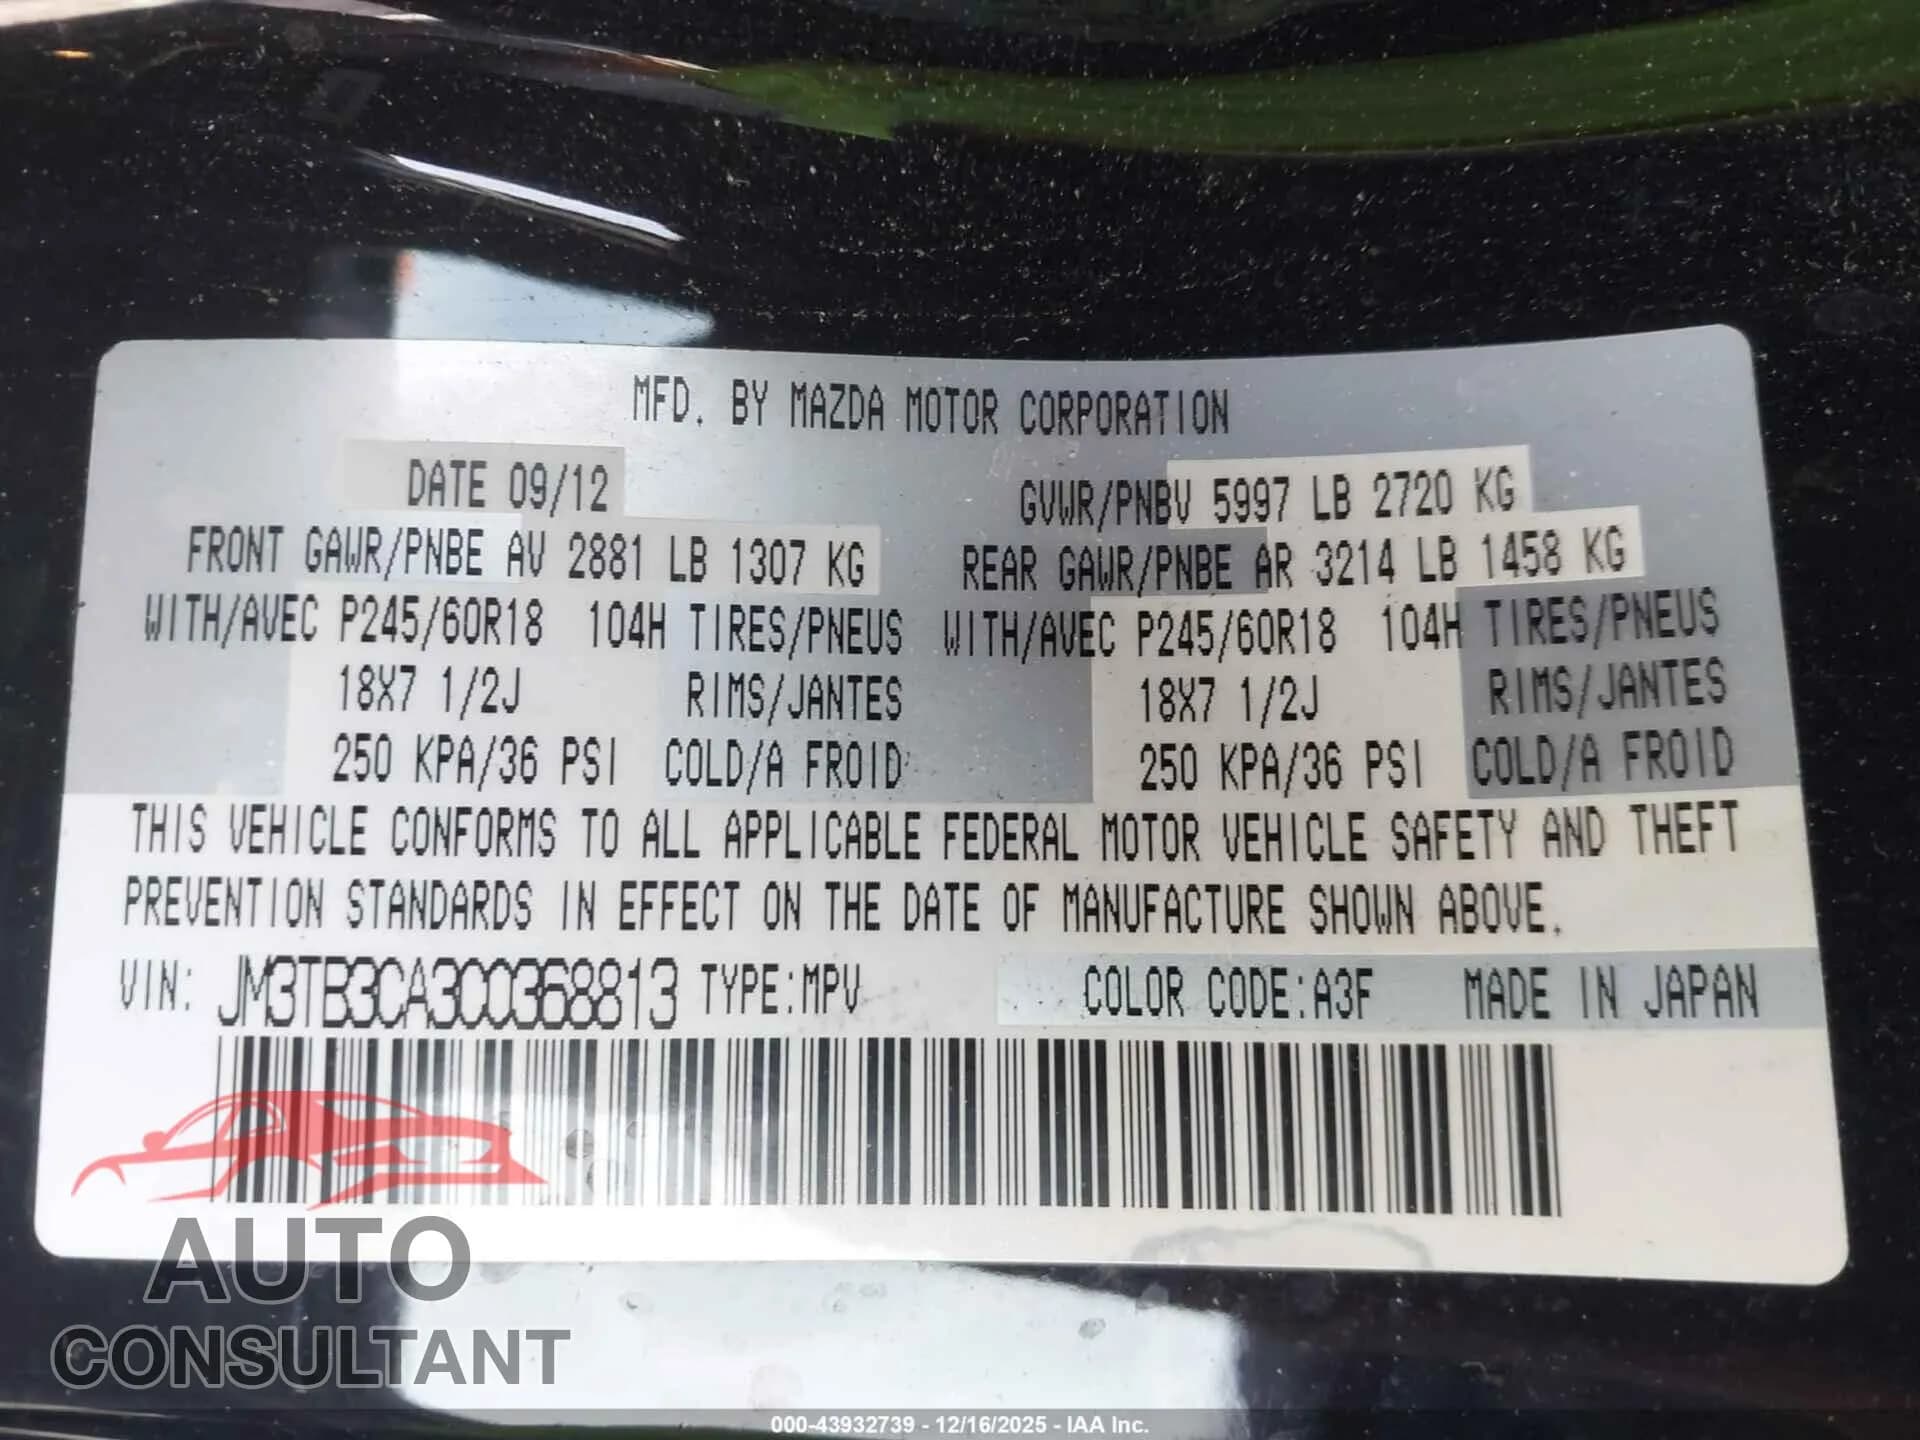 MFD. BY MAZDA MOTOR CORPORATION
DATE 09/12 GVWR/PNBV 5997 LB 2720 KG
FRONT GAWR/PNBE AV 2881 LB 1307 KG REAR GAWR/PNBE AR 3214 LB 1458 KG
WITH/AVEC P245/60R18 104H TIRES/PNEUS WITH/AVEC P245/60R18 104H TIRES/PNEUS
18X7 1/2J RIMS/JANTES 18X7 1/2J RIMS/JANTES
250 KPA/36 PSI COLD/A FROID 250 KPA/36 PSI COLD/A FROID
THIS VEHICLE CONFORMS TO ALL APPLICABLE FEDERAL MOTOR VEHICLE SAFETY AND THEFT
PREVENTION STANDARDS IN EFFECT ON THE DATE OF MANUFACTURE SHOWN ABOVE.
VIN: JM3TB3CA3C0368813 TYPE:MPV COLOR CODE:A3F MADE IN JAPAN
AUTO
CONSULTANT
000-43932739 - 12/16/2025 - IAA Inc.